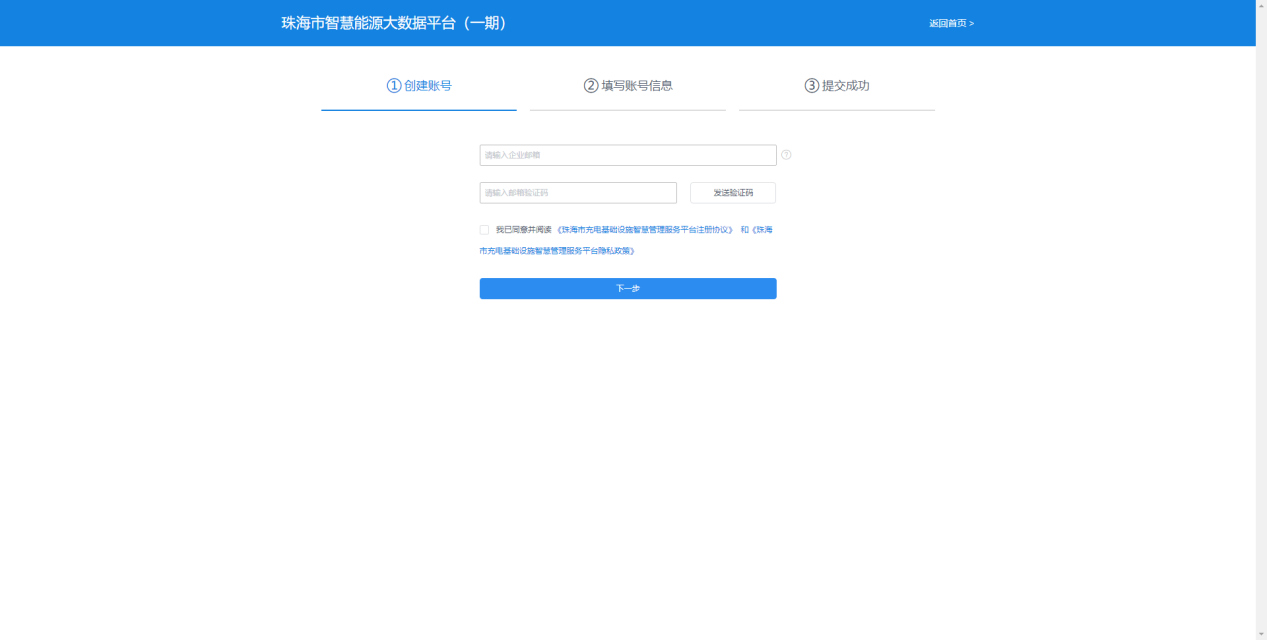 珠海市智慧能源大数据平台（一期）
返回首页 >
① 创建账号
② 填写账号信息
③ 提交成功
请输入企业邮箱
?
请输入邮箱验证码
发送验证码
我已同意并阅读 《珠海市充电基础设施智慧管理服务平台注册协议》 和《珠海
市充电基础设施智慧管理服务平台隐私政策》
下一步